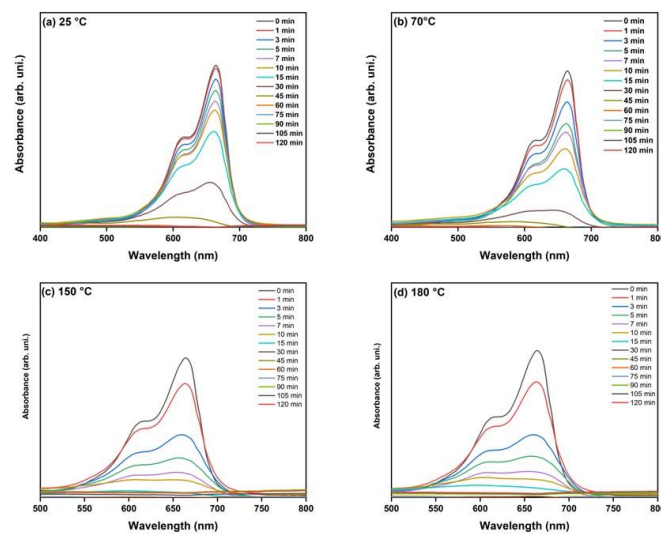 (a) 25 °C
0 min
1 min
3 min
5 min
7 min
10 min
15 min
30 min
45 min
60 min
75 min
90 min
105 min
120 min
Absorbance (arb. uni.)
400 500 600 700 800
Wavelength (nm)
(b) 70°C
0 min
1 min
3 min
5 min
7 min
10 min
15 min
30 min
45 min
60 min
75 min
90 min
105 min
120 min
Absorbance (arb. uni.)
400 500 600 700 800
Wavelength (nm)
(c) 150 °C
0 min
1 min
3 min
5 min
7 min
10 min
15 min
30 min
45 min
60 min
75 min
90 min
105 min
120 min
Absorbance (arb. uni.)
500 550 600 650 700 750 800
Wavelength (nm)
(d) 180 °C
0 min
1 min
3 min
5 min
7 min
10 min
15 min
30 min
45 min
60 min
75 min
90 min
105 min
120 min
Absorbance (arb. uni.)
500 550 600 650 700 750 800
Wavelength (nm)